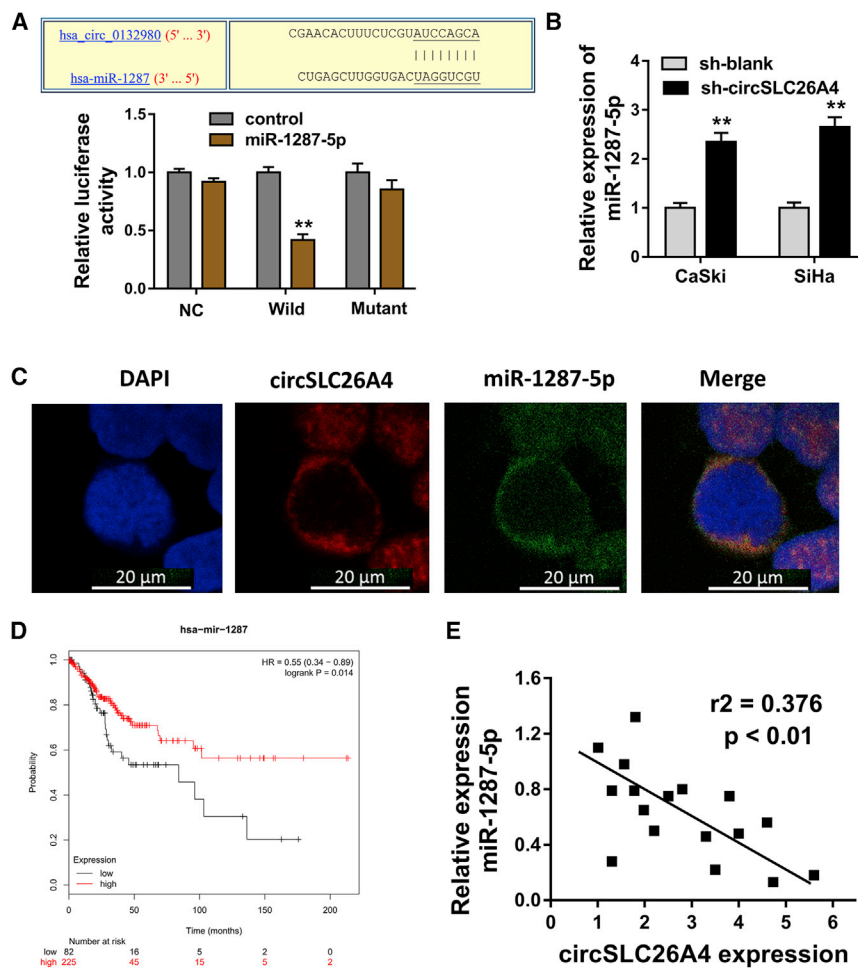 A
hsa_circ_0132980 (5' ... 3')
CGAACACUUUCUCGUAUCCAGCA
||||||||
hsa-miR-1287 (3' ... 5')
CUGAGCUUGGUGACUAGGUCGU
control
miR-1287-5p
Relative luciferase
activity
1.5
1.0
0.5
0.0
**
NC
Wild
Mutant
B
sh-blank
sh-circSLC26A4
Relative expression of
miR-1287-5p
4
3
2
1
0
**
**
CaSki
SiHa
C
DAPI
circSLC26A4
miR-1287-5p
Merge
20 μm
20 μm
20 μm
20 μm
D
hsa-mir-1287
HR = 0.55 (0.34 − 0.89)
logrank P = 0.014
Probability
1.0
0.8
0.6
0.4
0.2
0.0
Expression
low
high
0
50
100
150
200
Time (months)
Number at risk
low 82 16 5 2 0
high 225 45 15 5 2
E
r2 = 0.376
p < 0.01
Relative expression
miR-1287-5p
1.6
1.2
0.8
0.4
0.0
0 1 2 3 4 5 6
circSLC26A4 expression